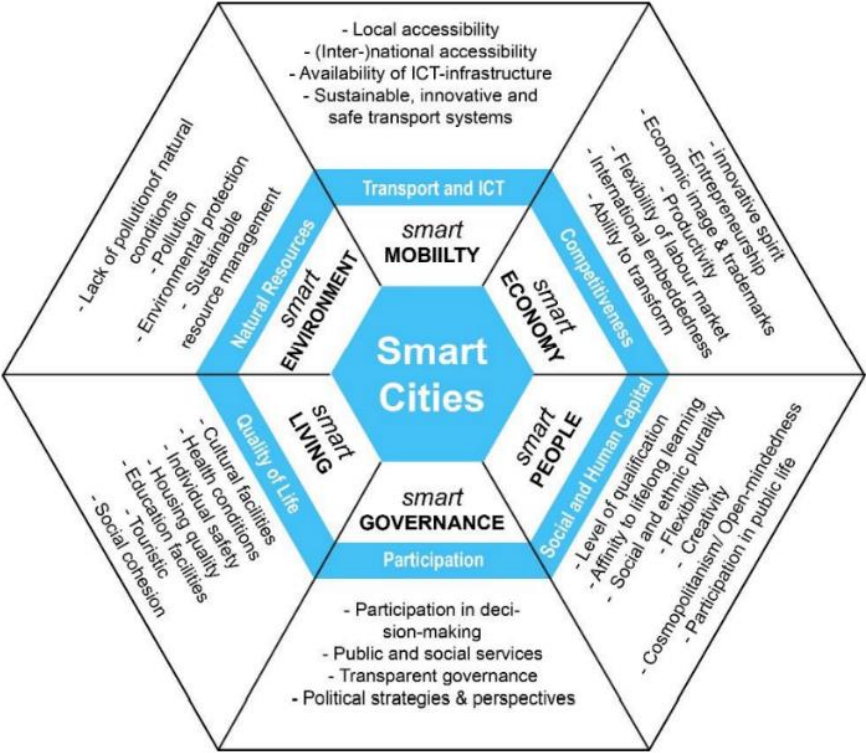 - Local accessibility
- (Inter-)national accessibility
- Availability of ICT-infrastructure
- Sustainable, innovative and
safe transport systems
Transport and ICT
smart
MOBIILTY
- innovative spirit
- Entrepreneurship
- Economic image & trademarks
- Productivity
- Flexibility of labour market
- International embeddedness
- Ability to transform
Competitiveness
smart
ECONOMY
- Level of qualification
- Affinity to lifelong learning
- Social and ethnic plurality
- Flexibility
- Creativity
- Cosmopolitanism/ Open-mindedness
- Participation in public life
Social and Human Capital
smart
PEOPLE
smart
GOVERNANCE
Participation
- Participation in deci-
sion-making
- Public and social services
- Transparent governance
- Political strategies & perspectives
- Cultural facilities
- Health conditions
- Individual safety
- Housing quality
- Education facilities
- Touristic
- Social cohesion
Quality of Life
smart
LIVING
- Lack of pollutionof natural
conditions
- Pollution
- Environmental protection
- Sustainable
resource management
Natural Resources
smart
ENVIRONMENT
Smart
Cities